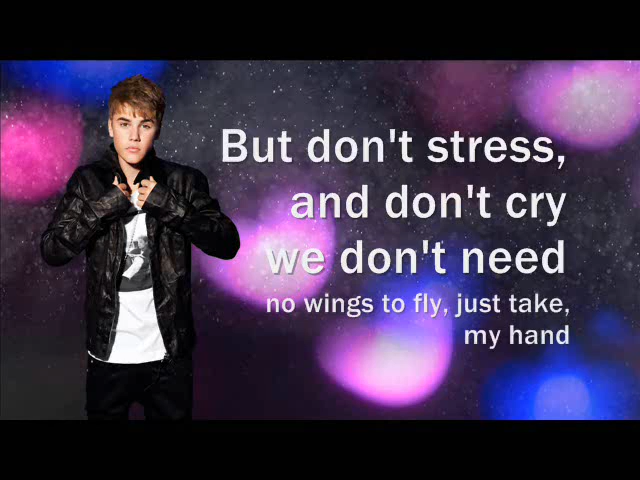 But don't stress,
and don't cry
we don't need
no wings to fly, just take,
my hand